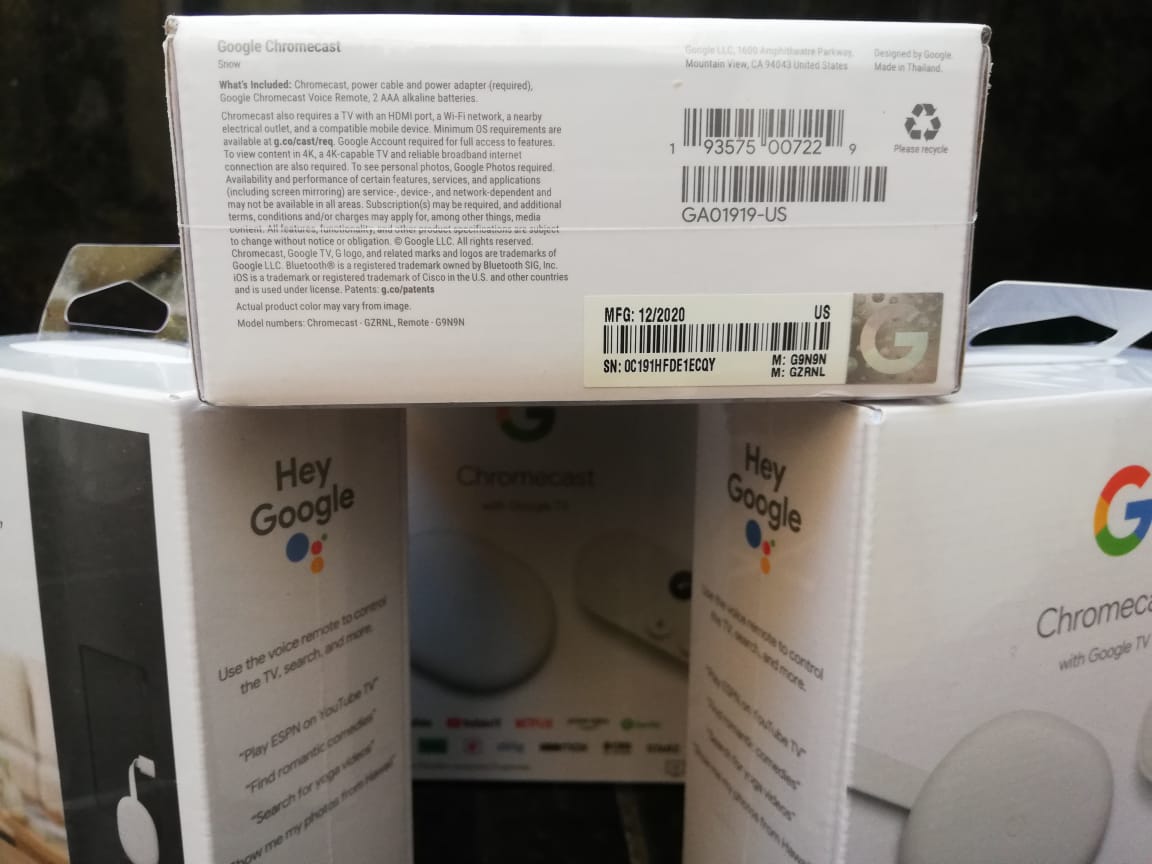 Google Chromecast
Snow
What's Included: Chromecast, power cable and power adapter (required),
Google Chromecast Voice Remote, 2 AAA alkaline batteries.
Chromecast also requires a TV with an HDMI port, a Wi-Fi network, a nearby
electrical outlet, and a compatible mobile device. Minimum OS requirements are
available at g.co/cast/req. Google Account required for full access to features.
To view content in 4K, a 4K-capable TV and reliable broadband internet
connection are also required. To see personal photos, Google Photos required.
Availability and performance of certain features, services, and applications
(including screen mirroring) are service-, device-, and network-dependent and
may not be available in all areas. Subscription(s) may be required, and additional
terms, conditions and/or charges may apply for, among other things, media
content. All features, functionality, and other product specifications are subject
to change without notice or obligation. © Google LLC. All rights reserved.
Chromecast, Google TV, G logo, and related marks and logos are trademarks of
Google LLC. Bluetooth® is a registered trademark owned by Bluetooth SIG, Inc.
iOS is a trademark or registered trademark of Cisco in the U.S. and other countries
and is used under license. Patents: g.co/patents
Actual product color may vary from image.
Model numbers: Chromecast - GZRNL, Remote - G9N9N
Google LLC, 1600 Amphitheatre Parkway,
Mountain View, CA 94043 United States
Designed by Google.
Made in Thailand.
1 93575 00722 9
Please recycle
GA01919-US
MFG: 12/2020 US
SN: 0C191HFDE1ECQY
M: G9N9N
M: GZRNL
G
Hey
Google
Use the voice remote to control
the TV, search, and more.
"Play ESPN on YouTube TV"
"Find romantic comedies"
"Search for yoga videos"
"Show me my photos from Hawaii"
G
Chromecast
with Google TV
NETFLIX
Hey
Google
Use the voice remote to control
the TV, search, and more.
"Play ESPN on YouTube TV"
"Find romantic comedies"
"Search for yoga videos"
my photos from
G
Chromeca
with Google TV